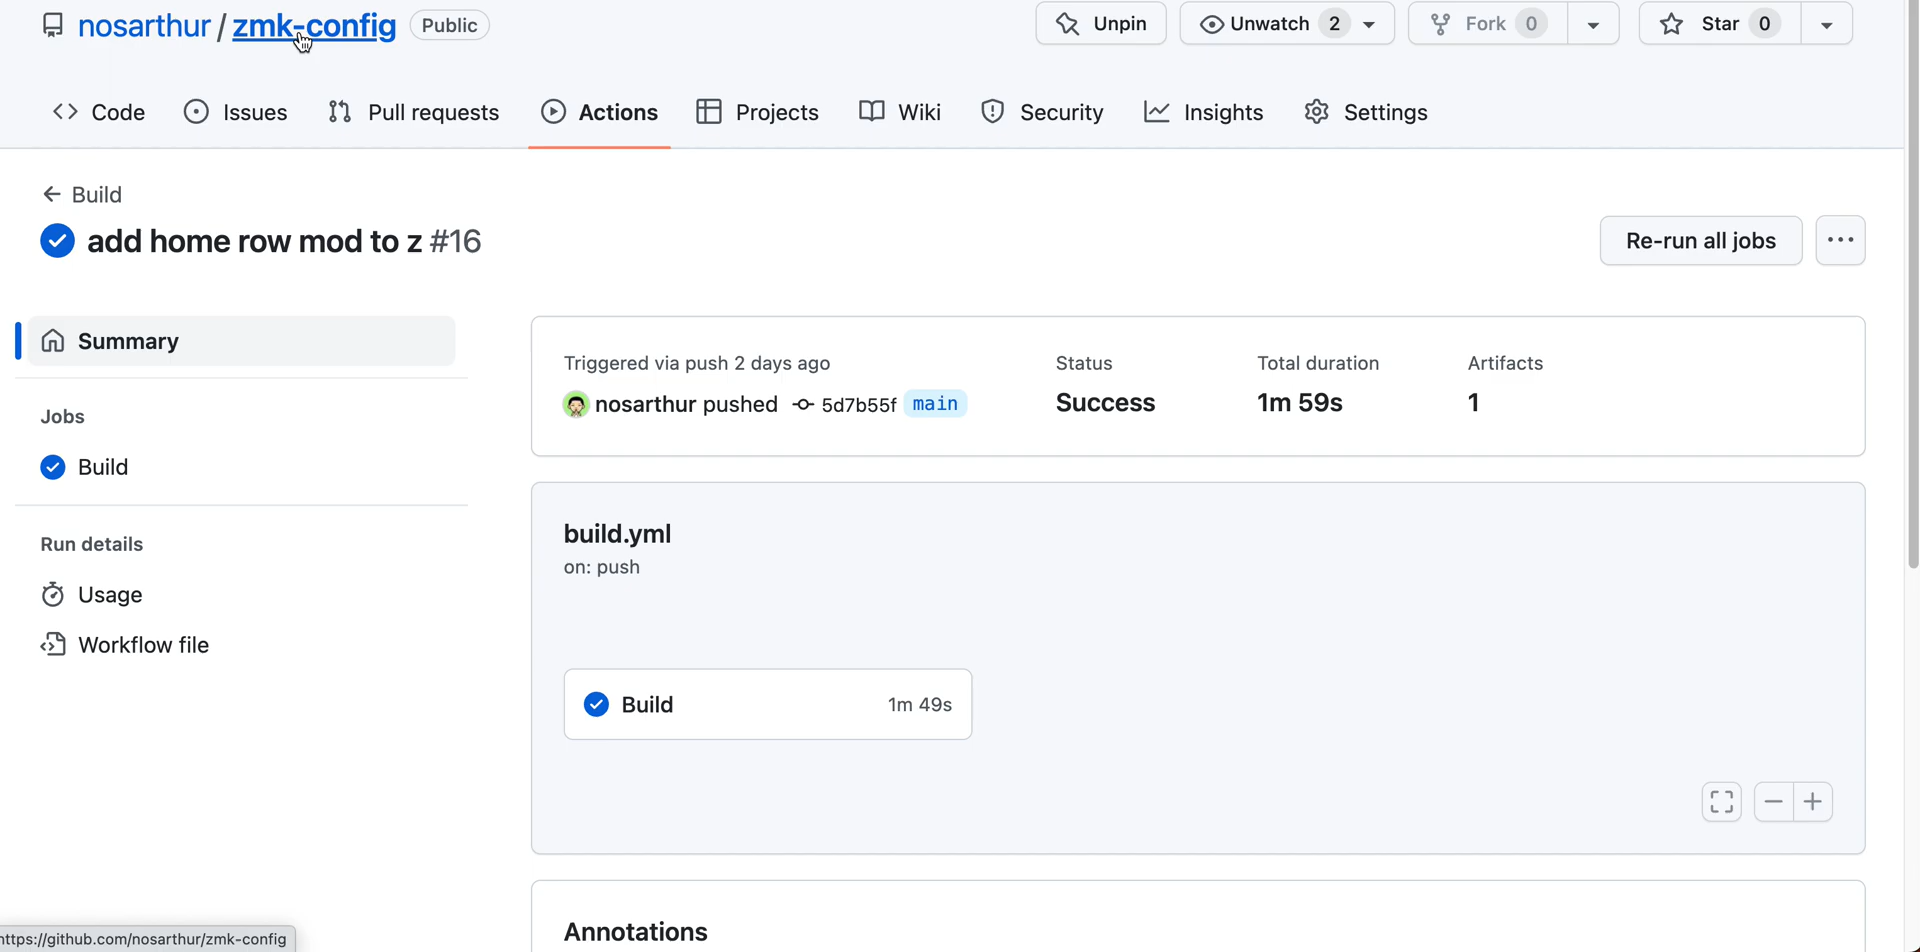 nosarthur / zmk-config Public
Unpin Unwatch 2 Fork 0 Star 0
Code Issues Pull requests Actions Projects Wiki Security Insights Settings
Build
add home row mod to z #16
Re-run all jobs
Summary
Jobs
Build
Run details
Usage
Workflow file
Triggered via push 2 days ago
nosarthur pushed 5d7b55f main
Status
Success
Total duration
1m 59s
Artifacts
1
build.yml
on: push
Build 1m 49s
Annotations
https://github.com/nosarthur/zmk-config